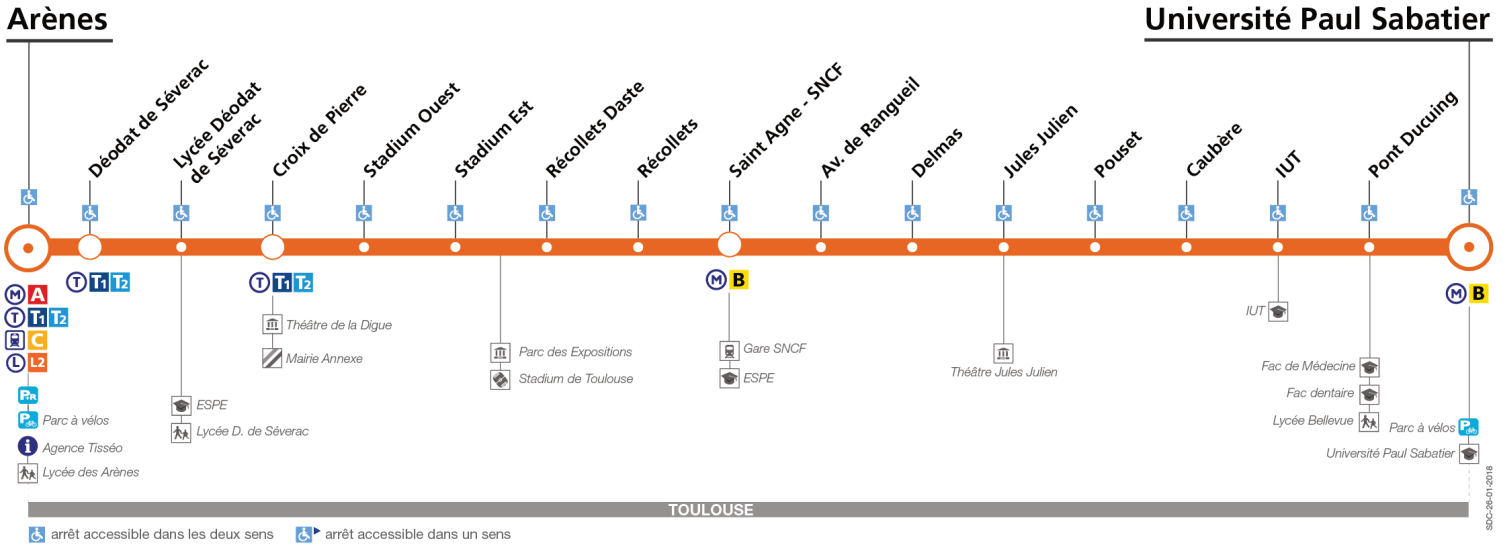 Arènes
Université Paul Sabatier
Déodat de Séverac
Lycée Déodat
de Séverac
Croix de Pierre
Stadium Ouest
Stadium Est
Récollets Daste
Récollets
Saint Agne - SNCF
Av. de Rangueil
Delmas
Jules Julien
Pouset
Caubère
IUT
Pont Ducuing
M A
T T1 T2
C
L L2
PR
P
Parc à vélos
i
Agence Tisséo
Lycée des Arènes
T T1 T2
ESPE
Lycée D. de Séverac
T T1 T2
Théâtre de la Digue
Mairie Annexe
Parc des Expositions
Stadium de Toulouse
M B
Gare SNCF
ESPE
Théâtre Jules Julien
IUT
Fac de Médecine
Fac dentaire
Lycée Bellevue
M B
Parc à vélos P
Université Paul Sabatier
TOULOUSE
arrêt accessible dans les deux sens
arrêt accessible dans un sens
SDC-26-01-2018